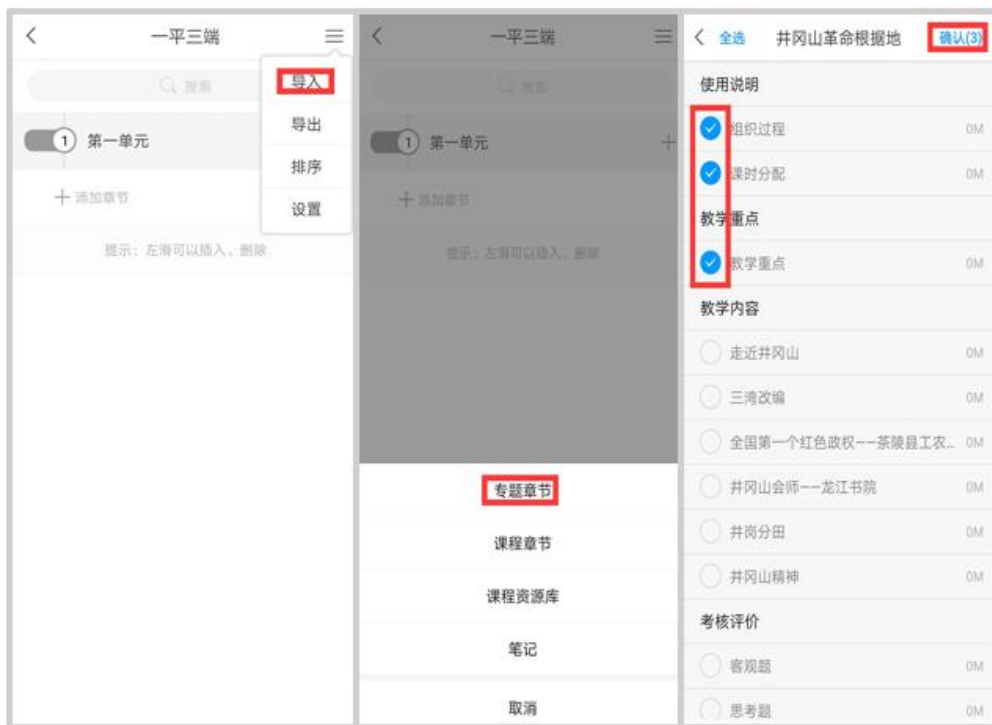 一平三端
搜索
导入
导出
排序
设置
1 第一单元
添加章节
提示：左滑可以插入，删除
一平三端
搜索
1 第一单元
添加章节
提示：左滑可以插入，删除
专题章节
课程章节
课程资源库
笔记
取消
全选 井冈山革命根据地 确认(3)
使用说明
组织过程 0M
课时分配 0M
教学重点
教学重点 0M
教学内容
走近井冈山 0M
三湾改编 0M
全国第一个红色政权--茶陵县工农... 0M
井冈山会师--龙江书院 0M
井岗分田 0M
井冈山精神 0M
考核评价
客观题 0M
思考题 0M